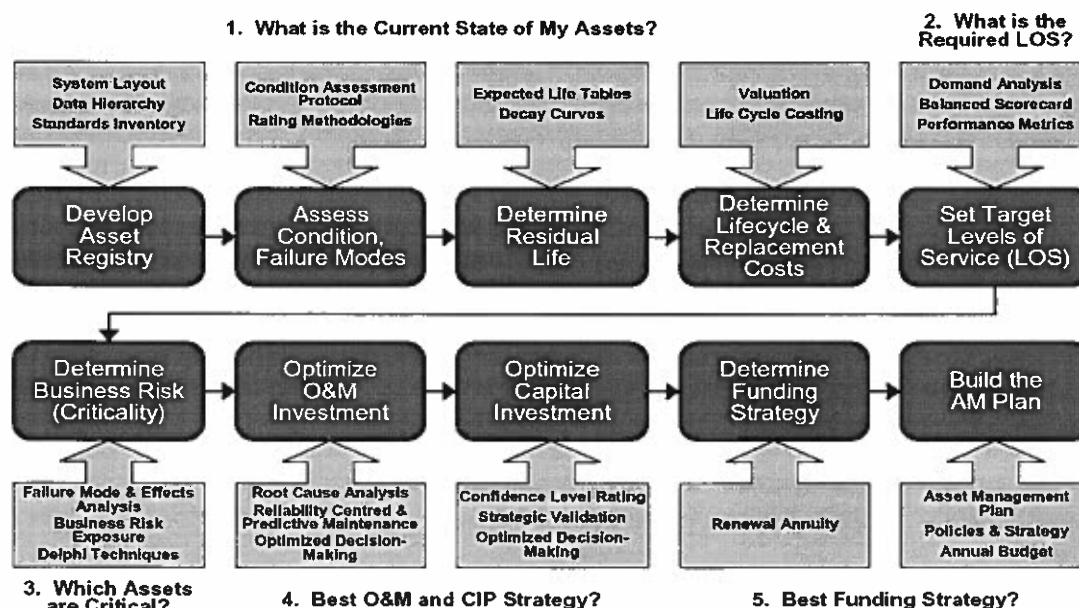 1. What is the Current State of My Assets?
2. What is the
Required LOS?
System Layout
Data Hierarchy
Standards Inventory
Condition Assessment
Protocol
Rating Methodologies
Expected Life Tables
Decay Curves
Valuation
Life Cycle Costing
Demand Analysis
Balanced Scorecard
Performance Metrics
Develop
Asset
Registry
Assess
Condition,
Failure Modes
Determine
Residual
Life
Determine
Lifecycle &
Replacement
Costs
Set Target
Levels of
Service (LOS)
Determine
Business Risk
(Criticality)
Optimize
O&M
Investment
Optimize
Capital
Investment
Determine
Funding
Strategy
Build the
AM Plan
Failure Mode & Effects
Analysis
Business Risk
Exposure
Delphi Techniques
Root Cause Analysis
Reliability Centred &
Predictive Maintenance
Optimized Decision-
Making
Confidence Level Rating
Strategic Validation
Optimized Decision-
Making
Renewal Annuity
Asset Management
Plan
Policies & Strategy
Annual Budget
3. Which Assets
are Critical?
4. Best O&M and CIP Strategy?
5. Best Funding Strategy?